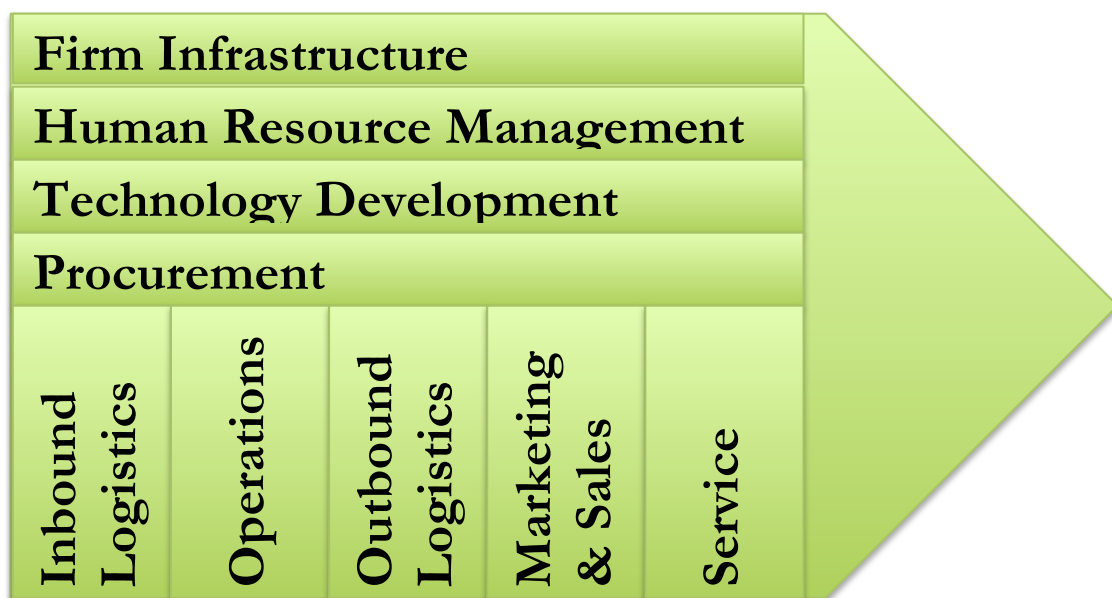 Firm Infrastructure
Human Resource Management
Technology Development
Procurement
Inbound
Logistics
Operations
Outbound
Logistics
Marketing
& Sales
Service